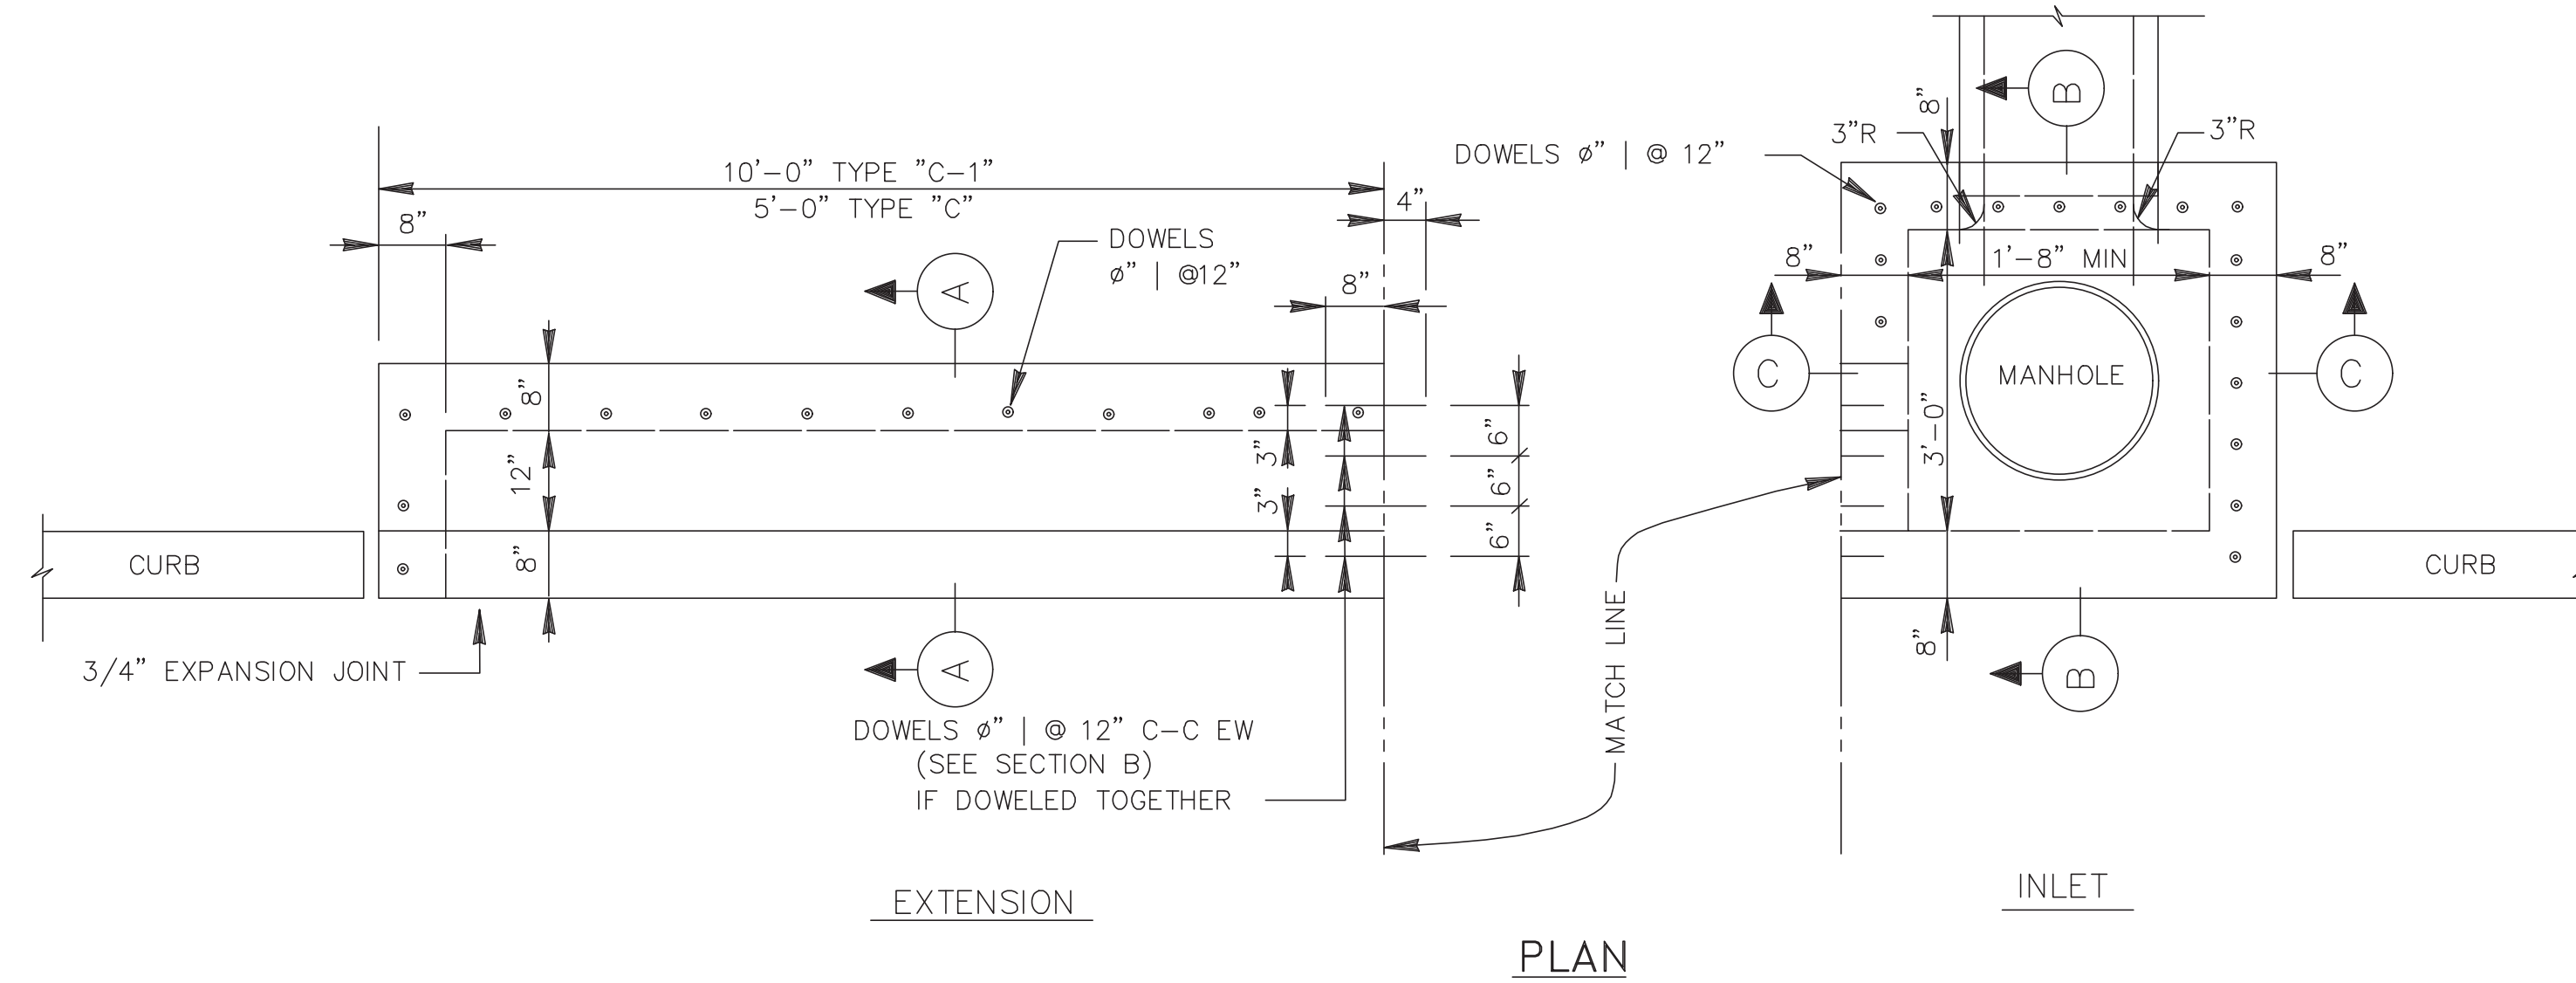 10'-0" TYPE "C-1"
5'-0" TYPE "C"
8"
4"
DOWELS
ø" | @12"
8"
A
8"
12"
8"
3"
3"
6"
6"
6"
CURB
3/4" EXPANSION JOINT
A
DOWELS ø" | @ 12" C-C EW
(SEE SECTION B)
IF DOWELED TOGETHER
MATCH LINE
EXTENSION
B
8"
3"R
3"R
DOWELS ø" | @ 12"
8"
1'-8" MIN
8"
C
MANHOLE
C
3'-0"
CURB
8"
B
INLET
PLAN